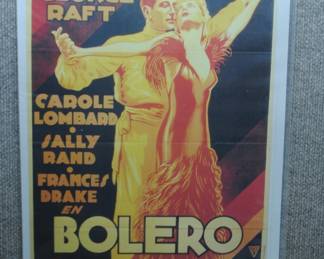 RAFT
CAROLE
LOMBARD
SALLY
RAND
FRANCES
DRAKE
EN
BOLERO